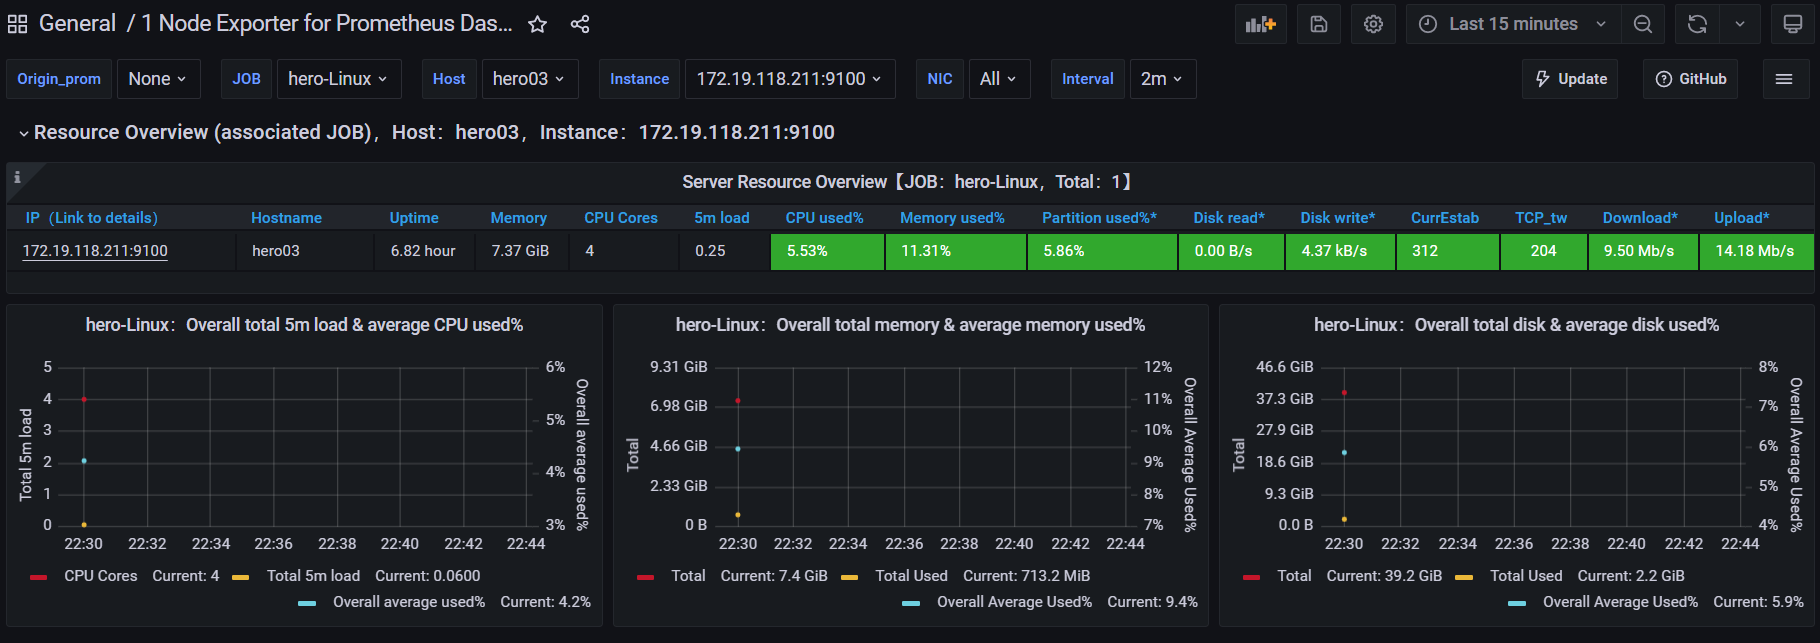 General / 1 Node Exporter for Prometheus Das...
Last 15 minutes
Origin_prom None JOB hero-Linux Host hero03 Instance 172.19.118.211:9100 NIC All Interval 2m Update GitHub
Resource Overview (associated JOB)，Host：hero03，Instance：172.19.118.211:9100
Server Resource Overview【JOB：hero-Linux，Total：1】
IP（Link to details） Hostname Uptime Memory CPU Cores 5m load CPU used% Memory used% Partition used%* Disk read* Disk write* CurrEstab TCP_tw Download* Upload*
172.19.118.211:9100 hero03 6.82 hour 7.37 GiB 4 0.25 5.53% 11.31% 5.86% 0.00 B/s 4.37 kB/s 312 204 9.50 Mb/s 14.18 Mb/s
hero-Linux：Overall total 5m load & average CPU used%
Total 5m load
5
4
3
2
1
0
6%
5%
4%
3%
Overall average used%
22:30 22:32 22:34 22:36 22:38 22:40 22:42 22:44
CPU Cores Current: 4 Total 5m load Current: 0.0600
Overall average used% Current: 4.2%
hero-Linux：Overall total memory & average memory used%
Total
9.31 GiB
6.98 GiB
4.66 GiB
2.33 GiB
0 B
12%
11%
10%
9%
8%
7%
Overall Average Used%
22:30 22:32 22:34 22:36 22:38 22:40 22:42 22:44
Total Current: 7.4 GiB Total Used Current: 713.2 MiB
Overall Average Used% Current: 9.4%
hero-Linux：Overall total disk & average disk used%
Total
46.6 GiB
37.3 GiB
27.9 GiB
18.6 GiB
9.3 GiB
0.0 B
8%
7%
6%
5%
4%
Overall Average Used%
22:30 22:32 22:34 22:36 22:38 22:40 22:42 22:44
Total Current: 39.2 GiB Total Used Current: 2.2 GiB
Overall Average Used% Current: 5.9%